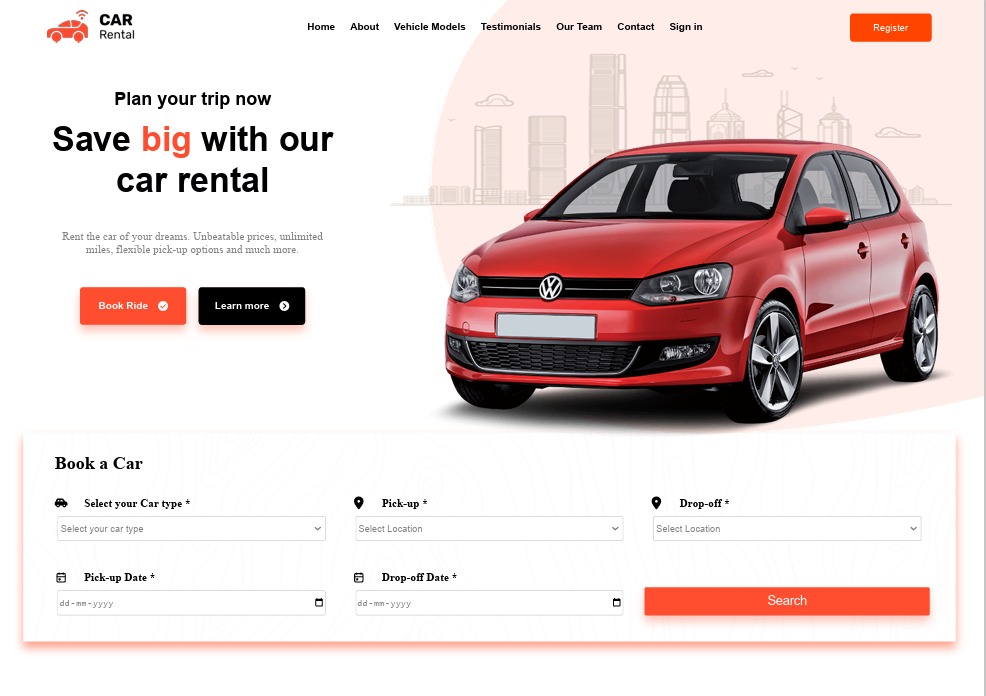 CAR
Rental
Home About Vehicle Models Testimonials Our Team Contact Sign in
Register
Plan your trip now
Save big with our
car rental
Rent the car of your dreams. Unbeatable prices, unlimited
miles, flexible pick-up options and much more.
Book Ride Learn more
Book a Car
Select your Car type * Pick-up * Drop-off *
Select your car type Select Location Select Location
Pick-up Date * Drop-off Date *
dd-mm-yyyy dd-mm-yyyy Search